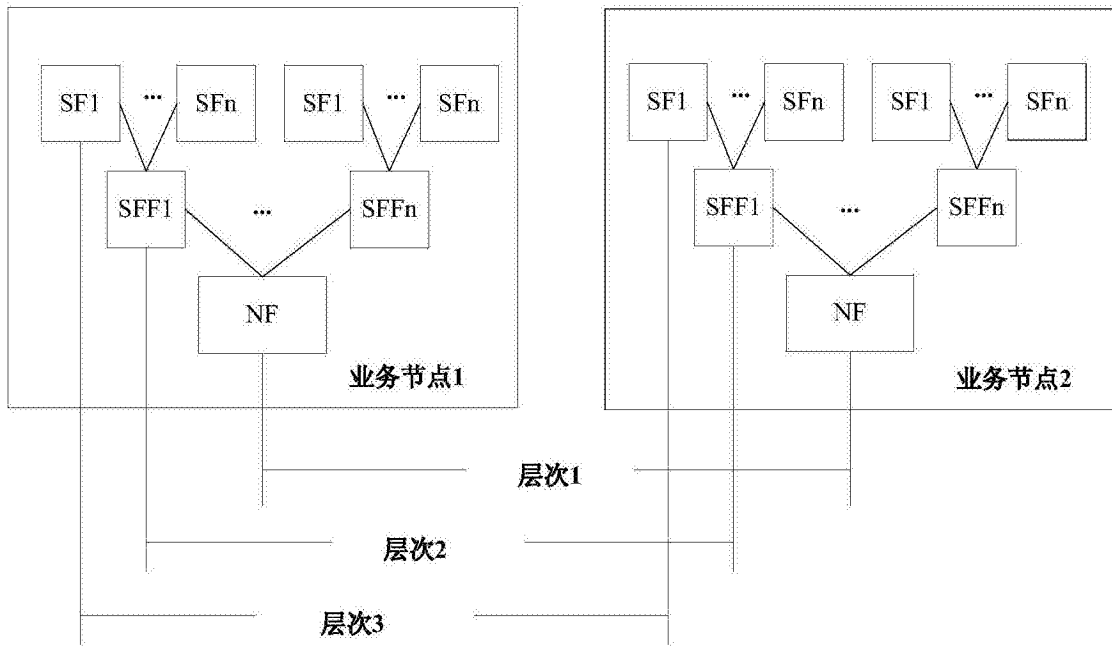 SF1 ... SFn SF1 ... SFn SF1 ... SFn SF1 ... SFn
SFF1 ... SFFn SFF1 ... SFFn
NF NF
业务节点1 业务节点2
层次1
层次2
层次3